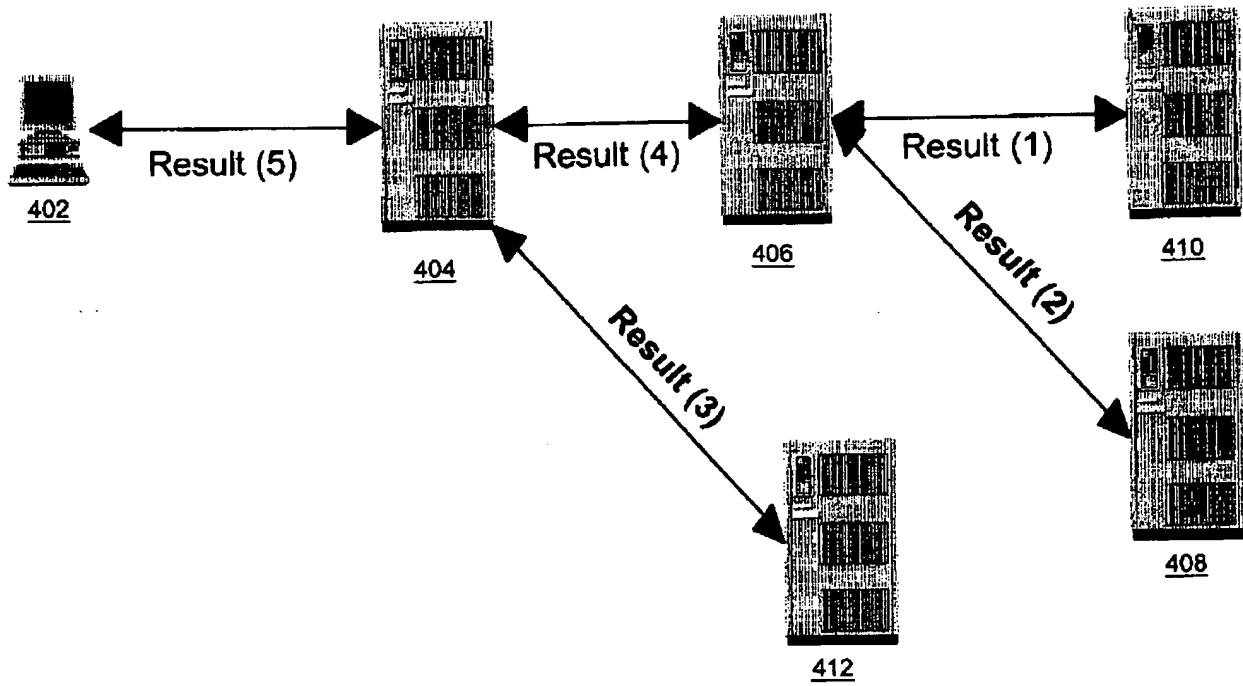 Result (5)
Result (4)
Result (1)
402
404
406
410
Result (2)
Result (3)
408
412